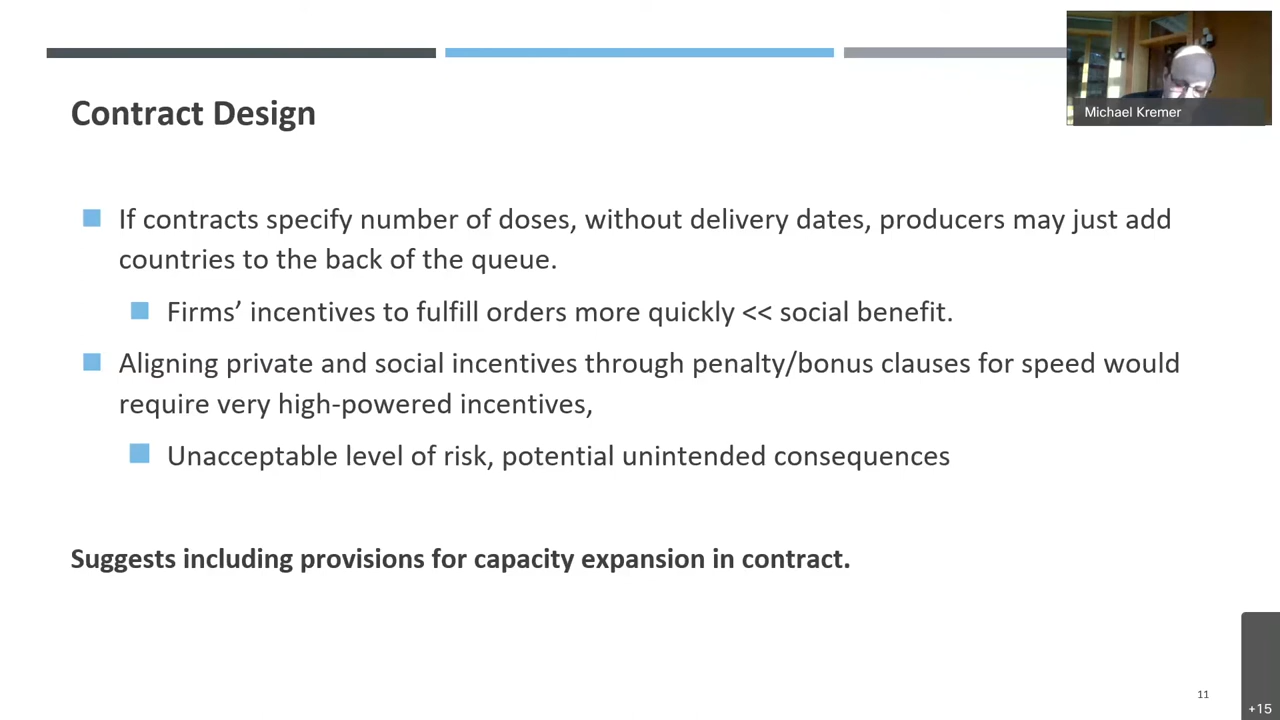 Michael Kremer
Contract Design
If contracts specify number of doses, without delivery dates, producers may just add
countries to the back of the queue.
Firms’ incentives to fulfill orders more quickly << social benefit.
Aligning private and social incentives through penalty/bonus clauses for speed would
require very high-powered incentives,
Unacceptable level of risk, potential unintended consequences
Suggests including provisions for capacity expansion in contract.
11
+15